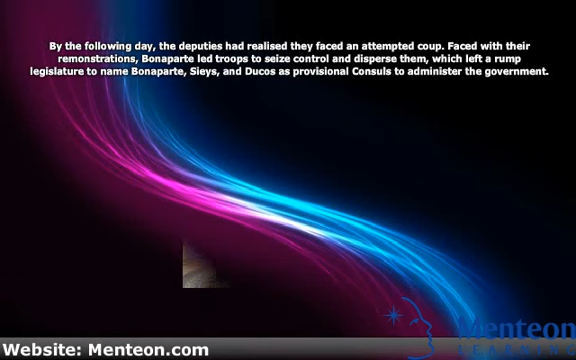 By the following day, the deputies had realised they faced an attempted coup. Faced with their
remonstrations, Bonaparte led troops to seize control and disperse them, which left a rump
legislature to name Bonaparte, Sieys, and Ducos as provisional Consuls to administer the government.
Menteon
LEARNING
Website: Menteon.com